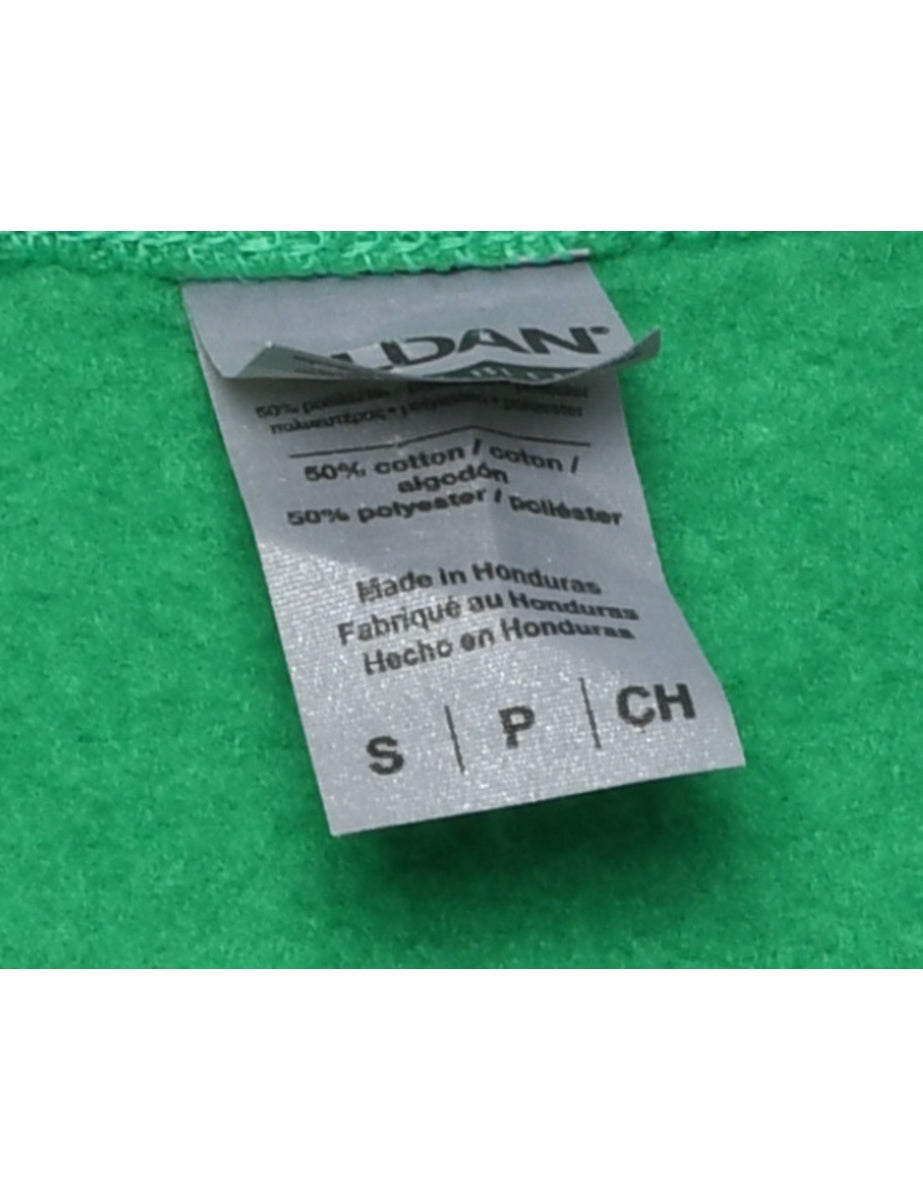 LDAN®
50% cotton / coton /
algodón
50% polyester / poliéster
Made in Honduras
Fabriqué au Honduras
Hecho en Honduras
S | P | CH